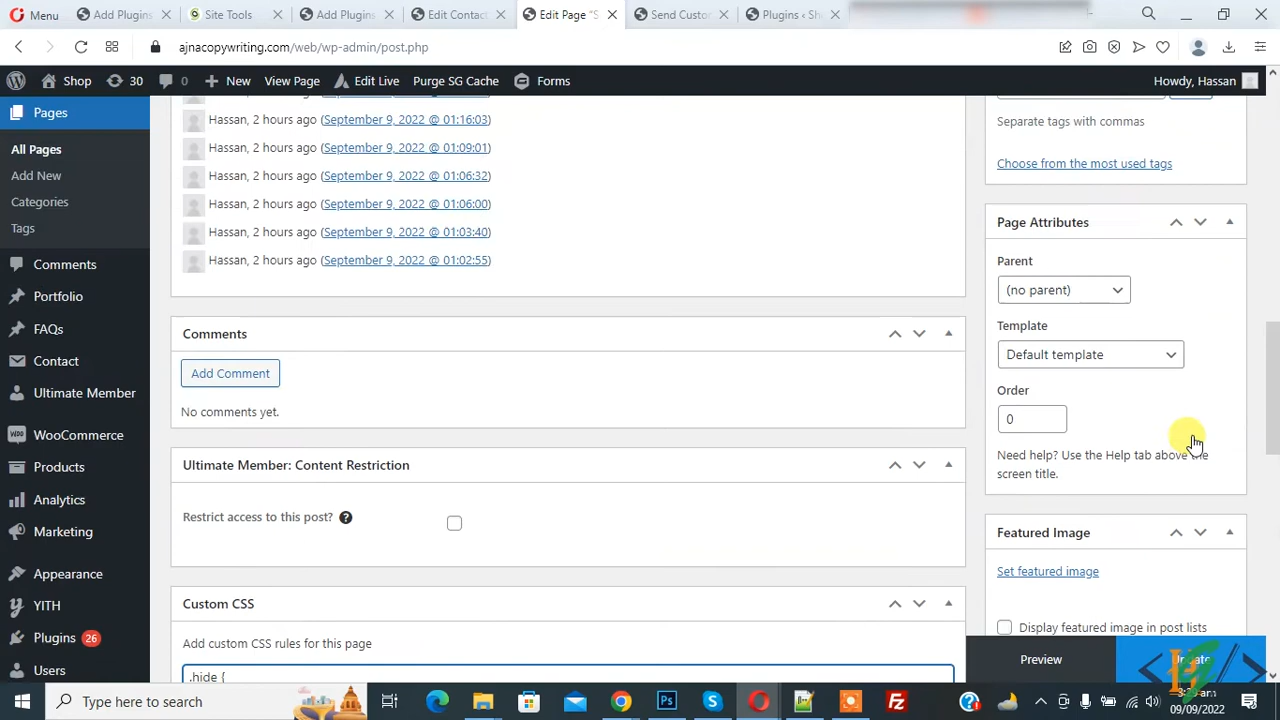 Menu
Add Plugins
Site Tools
Add Plugins
Edit Contac
Edit Page "S
Send Custor
Plugins ‹ Sh
ajnacopywriting.com/web/wp-admin/post.php
Shop
30
0
New
View Page
Edit Live
Purge SG Cache
Forms
Howdy, Hassan
Pages
All Pages
Add New
Categories
Tags
Comments
Portfolio
FAQs
Contact
Ultimate Member
WooCommerce
Products
Analytics
Marketing
Appearance
YITH
Plugins 26
Users
Hassan, 2 hours ago (September 9, 2022 @ 01:16:03)
Hassan, 2 hours ago (September 9, 2022 @ 01:09:01)
Hassan, 2 hours ago (September 9, 2022 @ 01:06:32)
Hassan, 2 hours ago (September 9, 2022 @ 01:06:00)
Hassan, 2 hours ago (September 9, 2022 @ 01:03:40)
Hassan, 2 hours ago (September 9, 2022 @ 01:02:55)
Comments
Add Comment
No comments yet.
Ultimate Member: Content Restriction
Restrict access to this post? ?
Custom CSS
Add custom CSS rules for this page
.hide {
Separate tags with commas
Choose from the most used tags
Page Attributes
Parent
(no parent)
Template
Default template
Order
0
Need help? Use the Help tab above the
screen title.
Featured Image
Set featured image
Display featured image in post lists
Preview
Update
Type here to search
09/09/2022